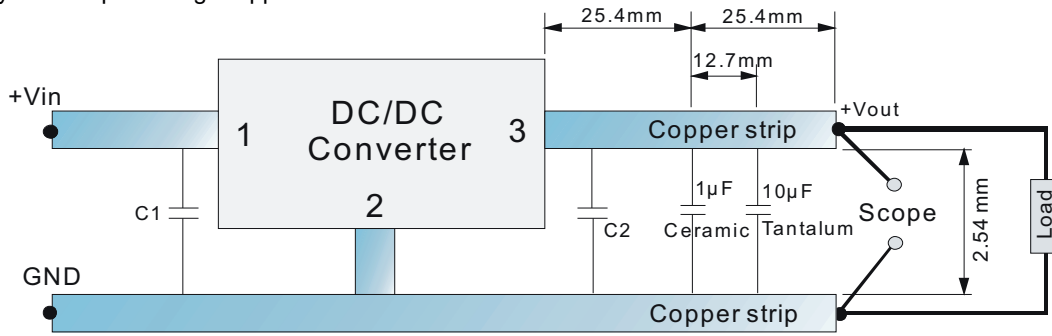 25.4mm 25.4mm
12.7mm
+Vin
DC/DC
Converter
1
3
2
Copper strip
+Vout
C1
C2
1µF
Ceramic
10µF
Tantalum
Scope
2.54 mm
Load
GND
Copper strip